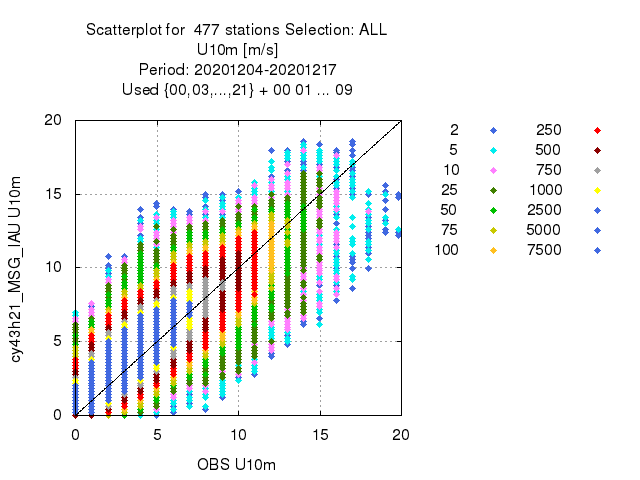 Scatterplot for  477 stations Selection: ALL
U10m [m/s]
Period: 20201204-20201217
Used {00,03,...,21} + 00 01 ... 09
20
15
10
5
0
cy43h21_MSG_IAU U10m
0 5 10 15 20
OBS U10m
2 250
5 500
10 750
25 1000
50 2500
75 5000
100 7500